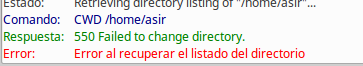 Estado: Retrieving directory listing of "/home/asir"...
Comando: CWD /home/asir
Respuesta: 550 Failed to change directory.
Error: Error al recuperar el listado del directorio